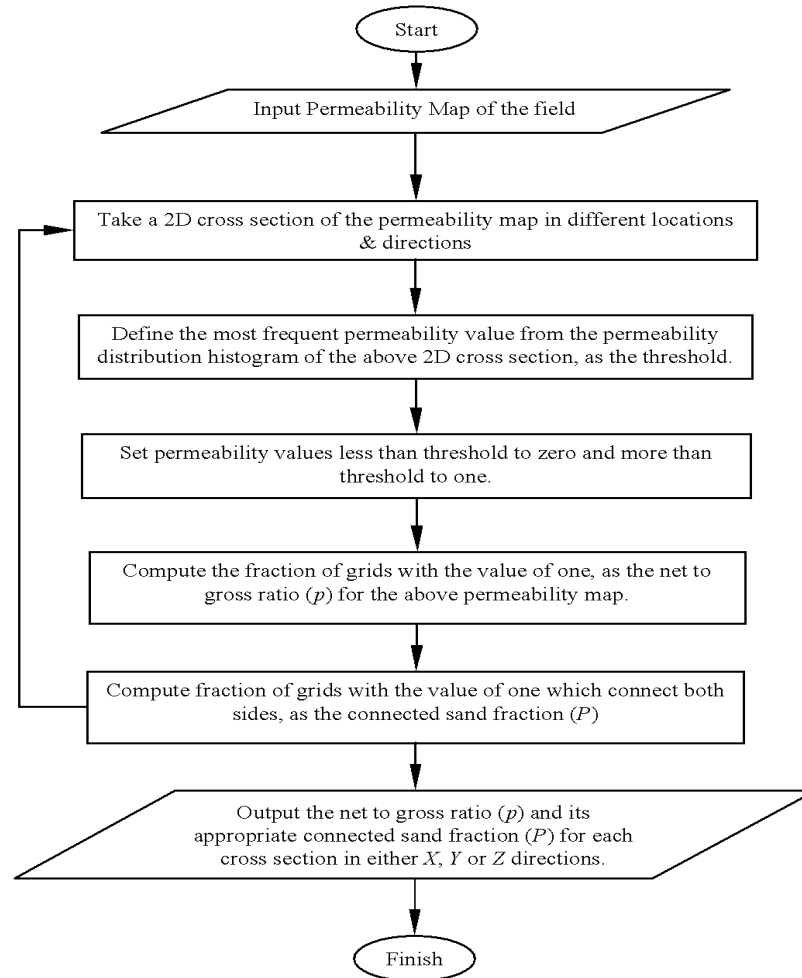 Start
Input Permeability Map of the field
Take a 2D cross section of the permeability map in different locations
& directions
Define the most frequent permeability value from the permeability
distribution histogram of the above 2D cross section, as the threshold.
Set permeability values less than threshold to zero and more than
threshold to one.
Compute the fraction of grids with the value of one, as the net to
gross ratio (p) for the above permeability map.
Compute fraction of grids with the value of one which connect both
sides, as the connected sand fraction (P)
Output the net to gross ratio (p) and its
appropriate connected sand fraction (P) for each
cross section in either X, Y or Z directions.
Finish